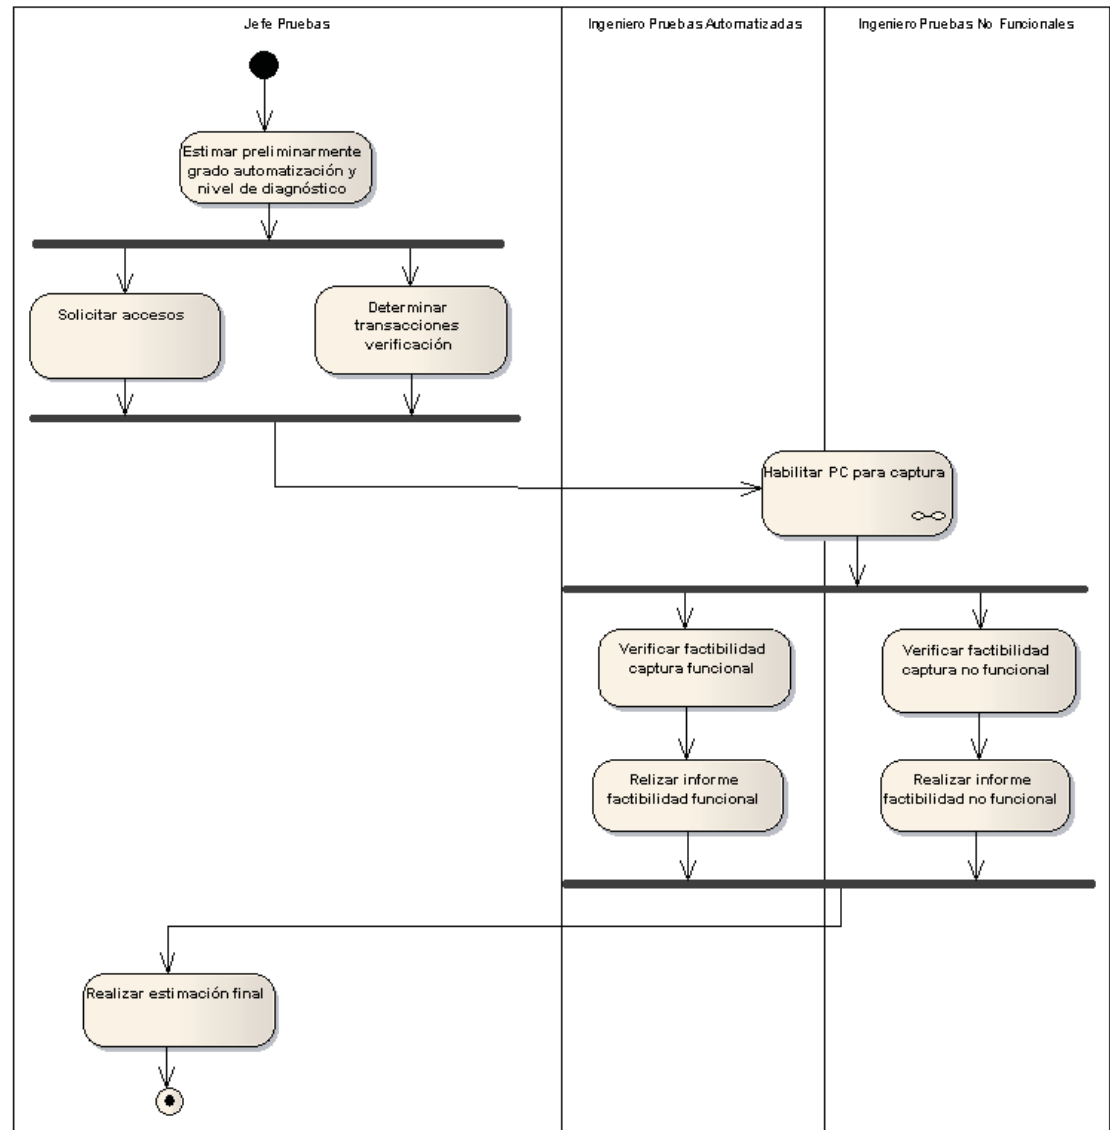 Jefe Pruebas
Ingeniero Pruebas Automatizadas
Ingeniero Pruebas No Funcionales
Estimar preliminarmente
grado automatización y
nivel de diagnóstico
Solicitar accesos
Determinar
transacciones
verificación
Habilitar PC para captura
Verificar factibilidad
captura funcional
Verificar factibilidad
captura no funcional
Relizar informe
factibilidad funcional
Realizar informe
factibilidad no funcional
Realizar estimación final